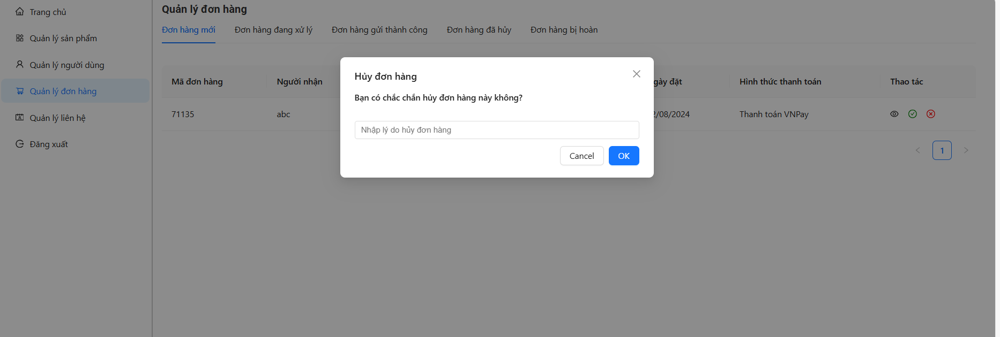 Trang chủ
Quản lý sản phẩm
Quản lý người dùng
Quản lý đơn hàng
Quản lý liên hệ
Đăng xuất
Quản lý đơn hàng
Đơn hàng mới Đơn hàng đang xử lý Đơn hàng gửi thành công Đơn hàng đã hủy Đơn hàng bị hoàn
Mã đơn hàng Người nhận gày đặt Hình thức thanh toán Thao tác
71135 abc 2/08/2024 Thanh toán VNPay
1
Hủy đơn hàng
Bạn có chắc chắn hủy đơn hàng này không?
Nhập lý do hủy đơn hàng
Cancel OK